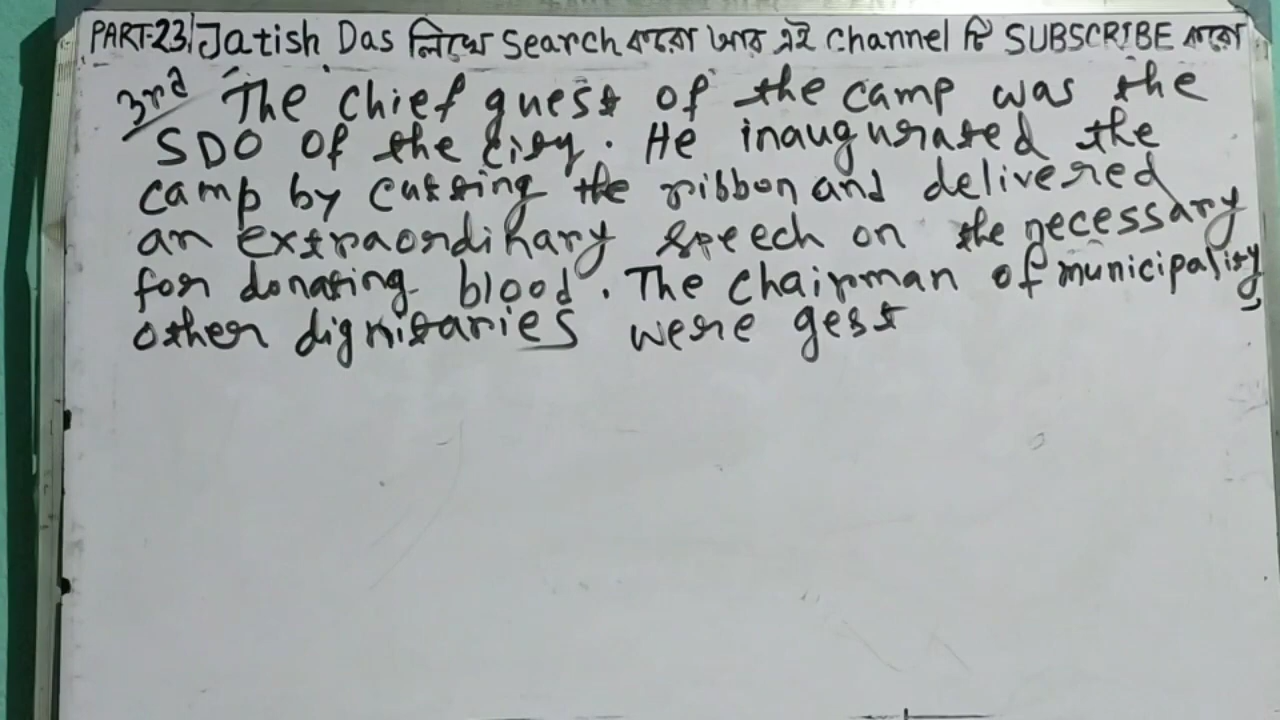 PART-23| Jatish Das লিখে Search করো আর এই Channel টি SUBSCRIBE করো
3rd The chief guest of the camp was the
SDO of the city. He inaugurated the
camp by cutting the ribbon and delivered
an extraordinary speech on the necessary
for donating blood. The chairman of municipality,
other dignitaries were gest